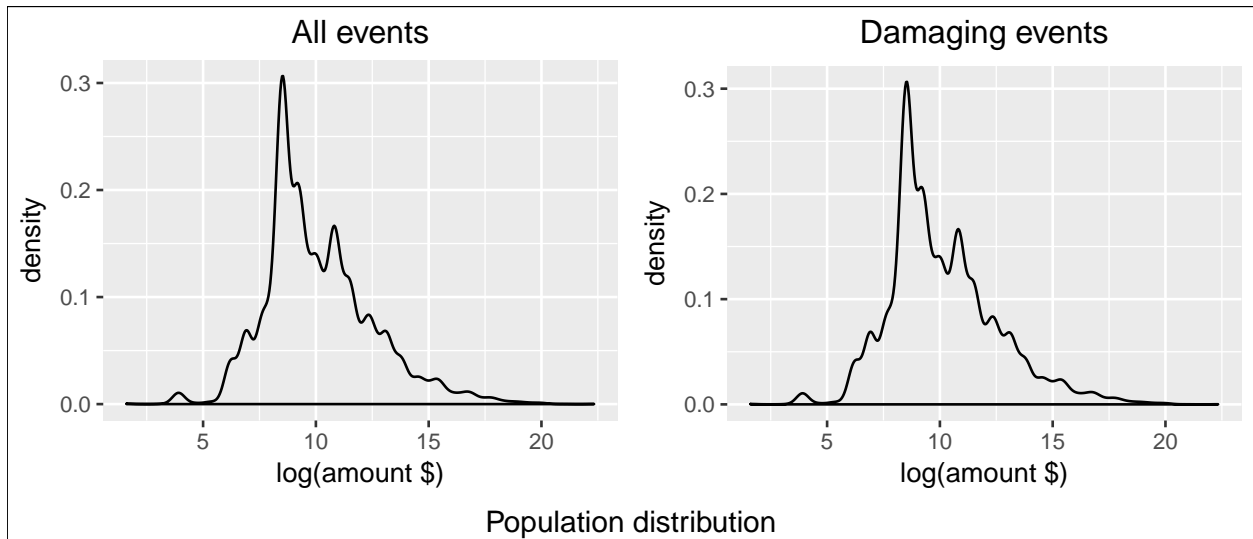 All events
0.3
0.2
0.1
0.0
density
5 10 15 20
log(amount $)
Damaging events
0.3
0.2
0.1
0.0
density
5 10 15 20
log(amount $)
Population distribution